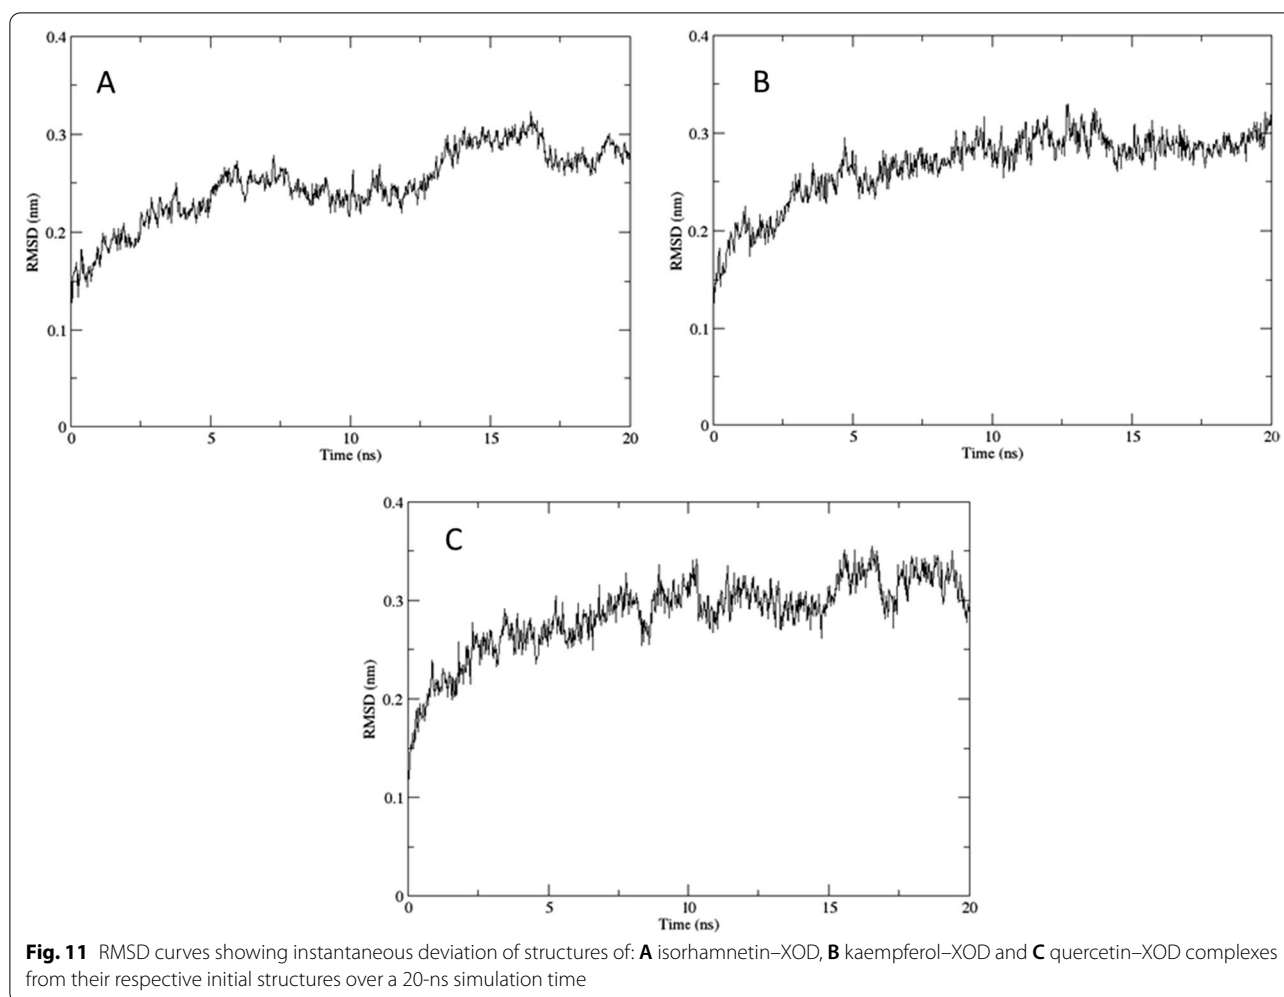 A
0.4
0.3
0.2
0.1
0
RMSD (nm)
0 5 10 15 20
Time (ns)
B
0.4
0.3
0.2
0.1
0
RMSD (nm)
0 5 10 15 20
Time (ns)
C
0.4
0.3
0.2
0.1
0
RMSD (nm)
0 5 10 15 20
Time (ns)
Fig. 11 RMSD curves showing instantaneous deviation of structures of: A isorhamnetin–XOD, B kaempferol–XOD and C quercetin–XOD complexes
from their respective initial structures over a 20-ns simulation time